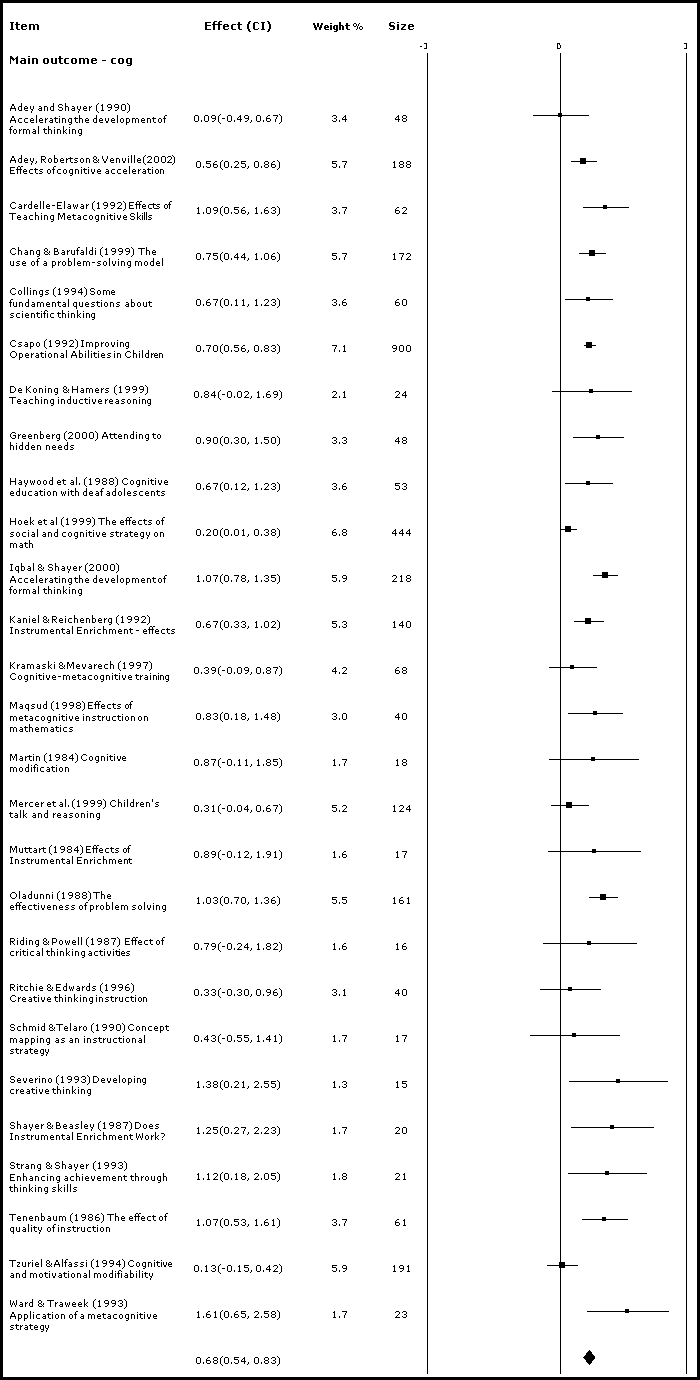 Item Effect (CI) Weight % Size
-3 0 3
Main outcome - cog
Adey and Shayer (1990)
Accelerating the development of
formal thinking
0.09(-0.49, 0.67) 3.4 48
Adey, Robertson & Venville(2002)
Effects of cognitive acceleration
0.56(0.25, 0.86) 5.7 188
Cardelle-Elawar (1992) Effects of
Teaching Metacognitive Skills
1.09(0.56, 1.63) 3.7 62
Chang & Barufaldi (1999) The
use of a problem-solving model
0.75(0.44, 1.06) 5.7 172
Collings (1994) Some
fundamental questions about
scientific thinking
0.67(0.11, 1.23) 3.6 60
Csapo (1992) Improving
Operational Abilities in Children
0.70(0.56, 0.83) 7.1 900
De Koning & Hamers (1999)
Teaching inductive reasoning
0.84(-0.02, 1.69) 2.1 24
Greenberg (2000) Attending to
hidden needs
0.90(0.30, 1.50) 3.3 48
Haywood et al. (1988) Cognitive
education with deaf adolescents
0.67(0.12, 1.23) 3.6 53
Hoek et al (1999) The effects of
social and cognitive strategy on
math
0.20(0.01, 0.38) 6.8 444
Iqbal & Shayer (2000)
Accelerating the development of
formal thinking
1.07(0.78, 1.35) 5.9 218
Kaniel & Reichenberg (1992)
Instrumental Enrichment - effects
0.67(0.33, 1.02) 5.3 140
Kramaski & Mevarech (1997)
Cognitive-metacognitive training
0.39(-0.09, 0.87) 4.2 68
Maqsud (1998) Effects of
metacognitive instruction on
mathematics
0.83(0.18, 1.48) 3.0 40
Martin (1984) Cognitive
modification
0.87(-0.11, 1.85) 1.7 18
Mercer et al. (1999) Children's
talk and reasoning
0.31(-0.04, 0.67) 5.2 124
Muttart (1984) Effects of
Instrumental Enrichment
0.89(-0.12, 1.91) 1.6 17
Oladunni (1988) The
effectiveness of problem solving
1.03(0.70, 1.36) 5.5 161
Riding & Powell (1987) Effect of
critical thinking activities
0.79(-0.24, 1.82) 1.6 16
Ritchie & Edwards (1996)
Creative thinking instruction
0.33(-0.30, 0.96) 3.1 40
Schmid & Telaro (1990) Concept
mapping as an instructional
strategy
0.43(-0.55, 1.41) 1.7 17
Severino (1993) Developing
creative thinking
1.38(0.21, 2.55) 1.3 15
Shayer & Beasley (1987) Does
Instrumental Enrichment Work?
1.25(0.27, 2.23) 1.7 20
Strang & Shayer (1993)
Enhancing achievement through
thinking skills
1.12(0.18, 2.05) 1.8 21
Tenenbaum (1986) The effect of
quality of instruction
1.07(0.53, 1.61) 3.7 61
Tzuriel & Alfassi (1994) Cognitive
and motivational modifiability
0.13(-0.15, 0.42) 5.9 191
Ward & Traweek (1993)
Application of a metacognitive
strategy
1.61(0.65, 2.58) 1.7 23
0.68(0.54, 0.83)